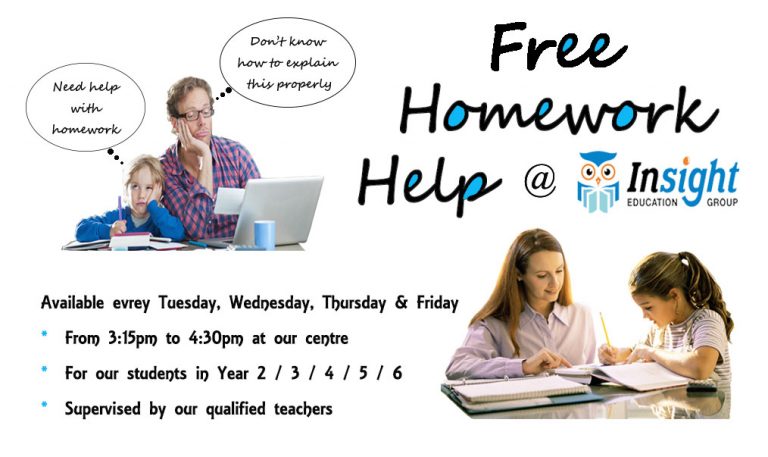 Free
Homework
Help @ Insight
EDUCATION GROUP
Don't know
how to explain
this properly
Need help
with
homework
Available evrey Tuesday, Wednesday, Thursday & Friday
* From 3:15pm to 4:30pm at our centre
* For our students in Year 2 / 3 / 4 / 5 / 6
* Supervised by our qualified teachers